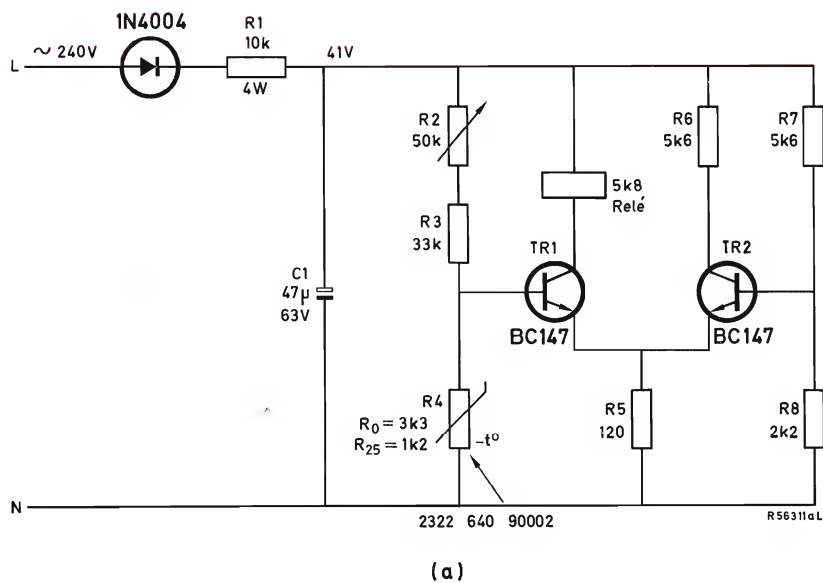 1N4004
R1
10k
4W
L
~ 240V
41V
R2
50k
R3
33k
5k8
Relé
R6
5k6
R7
5k6
C1
47µ
63V
TR1
BC147
TR2
BC147
R4
R0 = 3k3
R25 = 1k2
-t°
R5
120
R8
2k2
N
2322 640 90002
R56311aL
(a)